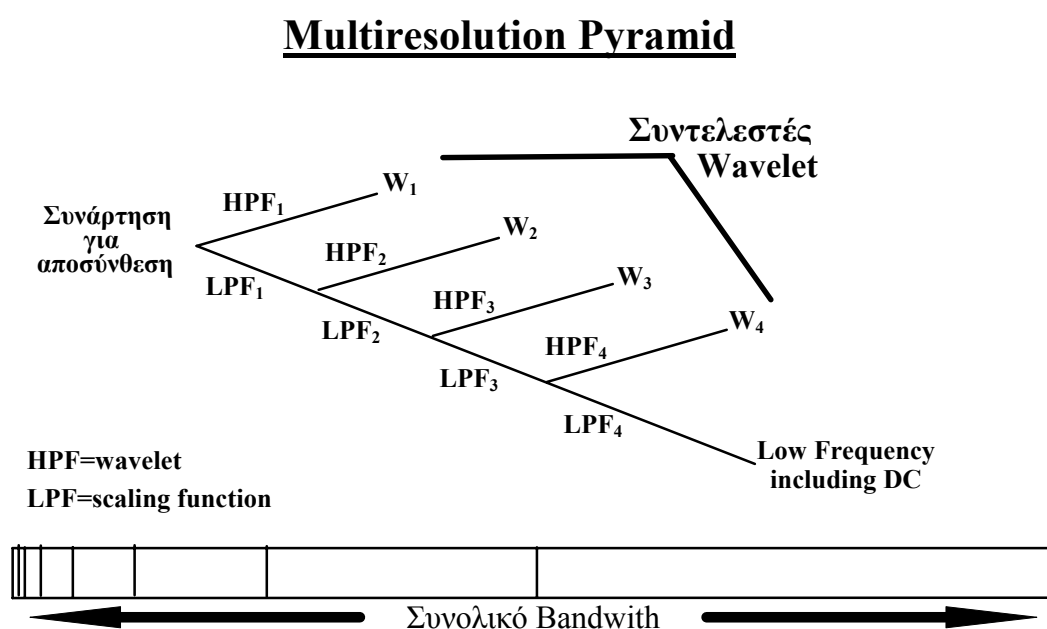 Multiresolution Pyramid
Συντελεστές
Wavelet
W₁
HPF₁
Συνάρτηση
για
αποσύνθεση
W₂
HPF₂
LPF₁
W₃
HPF₃
LPF₂
W₄
HPF₄
LPF₃
LPF₄
Low Frequency
including DC
HPF=wavelet
LPF=scaling function
Συνολικό Bandwith